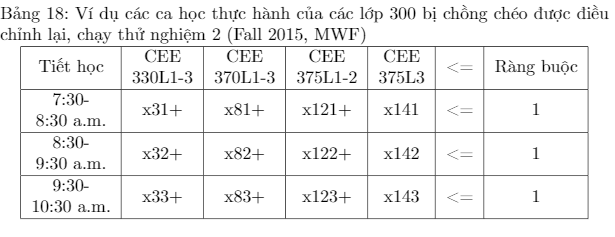 Bảng 18: Ví dụ các ca học thực hành của các lớp 300 bị chồng chéo được điều
chỉnh lại, chạy thử nghiệm 2 (Fall 2015, MWF)
Tiết học CEE 330L1-3 CEE 370L1-3 CEE 375L1-2 CEE 375L3 <= Ràng buộc
7:30-
8:30 a.m. x31+ x81+ x121+ x141 <= 1
8:30-
9:30 a.m. x32+ x82+ x122+ x142 <= 1
9:30-
10:30 a.m. x33+ x83+ x123+ x143 <= 1